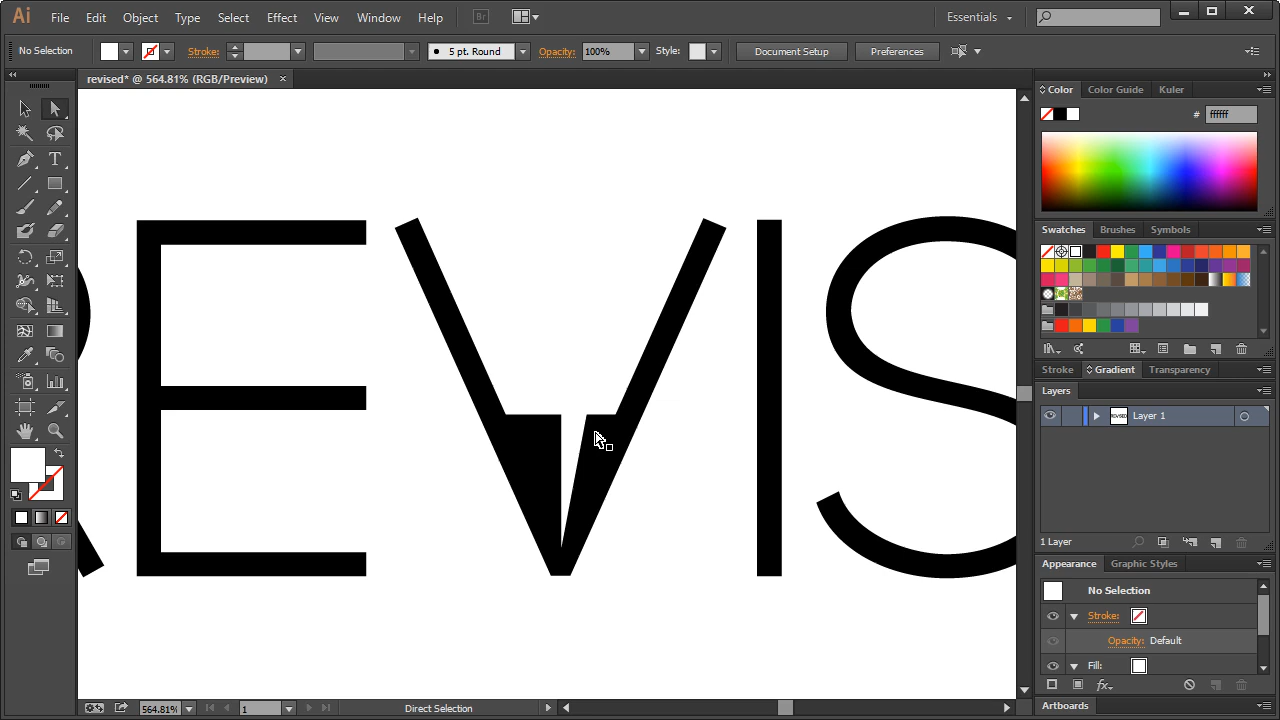 Ai File Edit Object Type Select Effect View Window Help Br Essentials
No Selection Stroke: 5 pt. Round Opacity: 100% Style: Document Setup Preferences
revised* @ 564.81% (RGB/Preview)
EVIS
564.81% 1 Direct Selection
Color Color Guide Kuler
# ffffff
Swatches Brushes Symbols
Stroke Gradient Transparency
Layers
Layer 1
1 Layer
Appearance Graphic Styles
No Selection
Stroke:
Opacity: Default
Fill:
Artboards